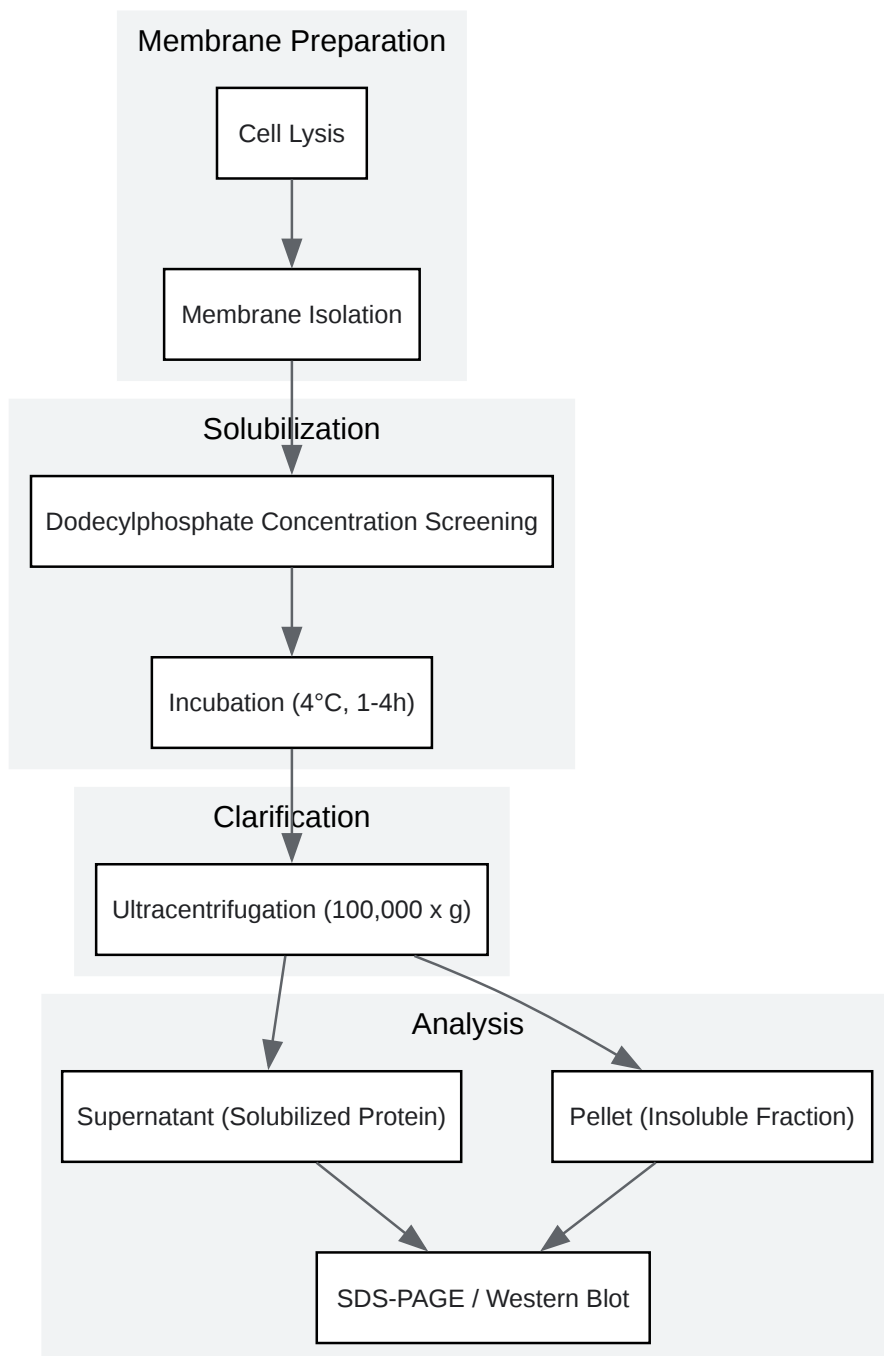 Membrane Preparation
Cell Lysis
Membrane Isolation
Solubilization
Dodecylphosphate Concentration Screening
Incubation (4°C, 1-4h)
Clarification
Ultracentrifugation (100,000 x g)
Analysis
Supernatant (Solubilized Protein)
Pellet (Insoluble Fraction)
SDS-PAGE / Western Blot